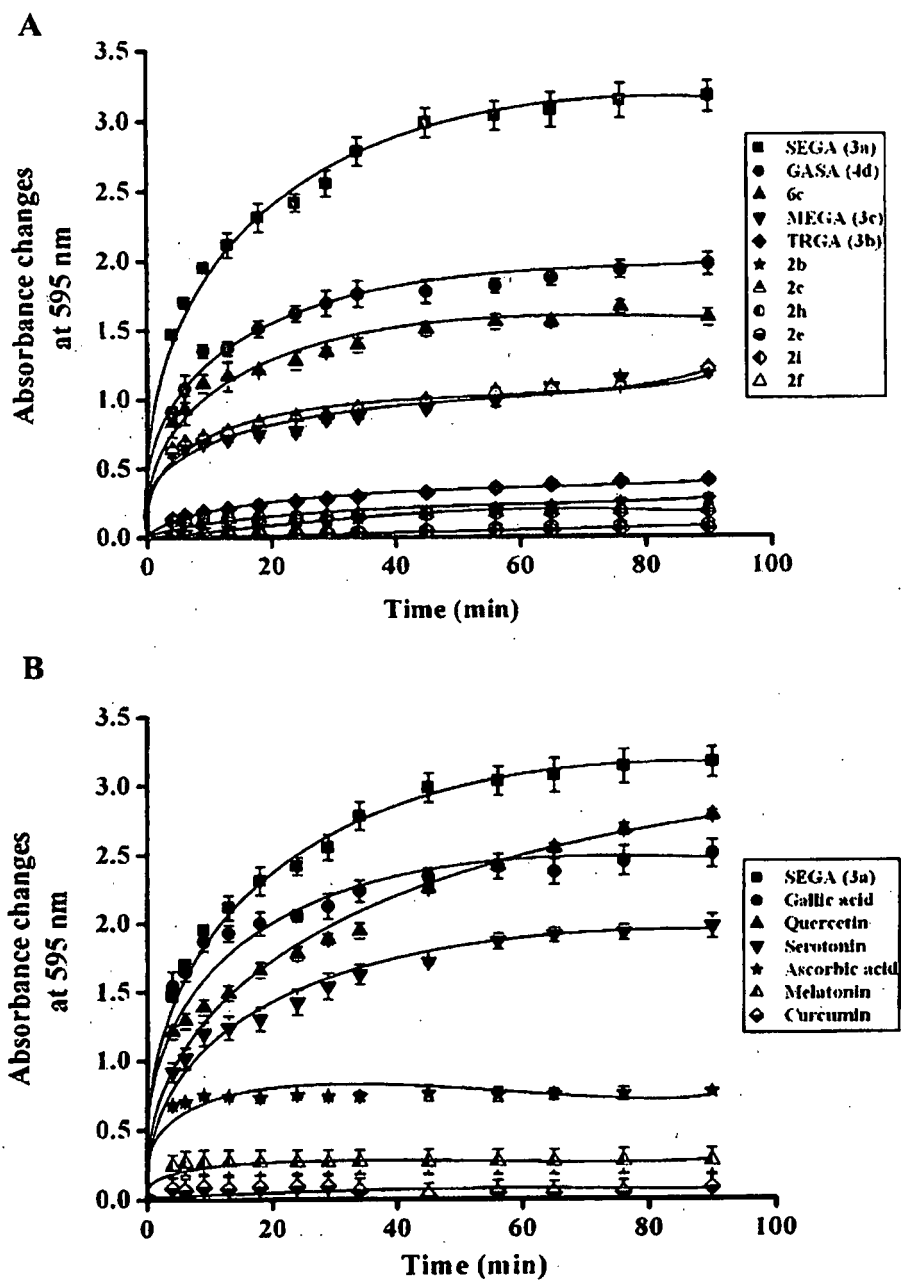 A
3.5
3.0
2.5
2.0
1.5
1.0
0.5
0.0
Absorbance changes
at 595 nm
0
20
40
60
80
100
Time (min)
SEGA (3a)
GASA (4d)
6c
MEGA (3c)
TRGA (3b)
2b
2c
2h
2e
2f
B
3.5
3.0
2.5
2.0
1.5
1.0
0.5
0.0
Absorbance changes
at 595 nm
0
20
40
60
80
100
Time (min)
SEGA (3a)
Gallic acid
Quercetin
Serotonin
Ascorbic acid
Melatonin
Curcumin